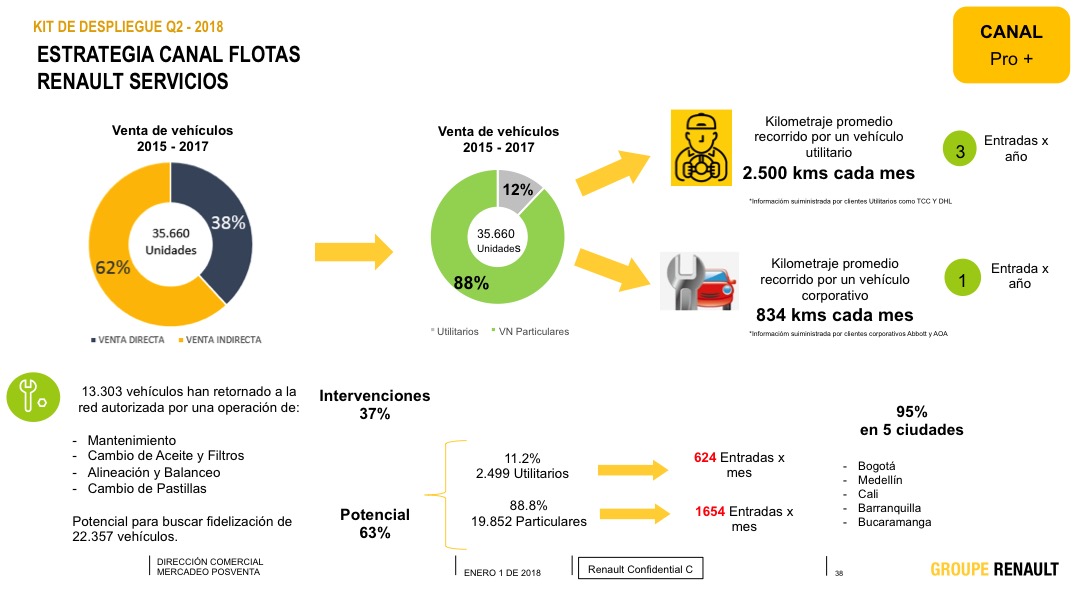 KIT DE DESPLIEGUE Q2 - 2018
ESTRATEGIA CANAL FLOTAS
RENAULT SERVICIOS
CANAL
Pro +
Venta de vehículos
2015 - 2017
38%
35.660
Unidades
62%
VENTA DIRECTA
VENTA INDIRECTA
Venta de vehículos
2015 - 2017
12%
35.660
Unidades
88%
Utilitarios
VN Particulares
Kilometraje promedio
recorrido por un vehículo
utilitario
2.500 kms cada mes
*Informacíón suiministrada por clientes Utilitarios como TCC Y DHL
3
Entradas x
año
Kilometraje promedio
recorrido por un vehículo
corporativo
834 kms cada mes
*Informacíón suiministrada por clientes corporativos Abbott y AOA
1
Entrada x
año
13.303 vehículos han retornado a la
red autorizada por una operación de:
- Mantenimiento
- Cambio de Aceite y Filtros
- Alineación y Balanceo
- Cambio de Pastillas
Potencial para buscar fidelización de
22.357 vehículos.
Intervenciones
37%
Potencial
63%
11.2%
2.499 Utilitarios
88.8%
19.852 Particulares
624 Entradas x
mes
1654 Entradas x
mes
95%
en 5 ciudades
- Bogotá
- Medellín
- Cali
- Barranquilla
- Bucaramanga
DIRECCIÓN COMERCIAL
MERCADEO POSVENTA
ENERO 1 DE 2018
Renault Confidential C
38
GROUPE RENAULT